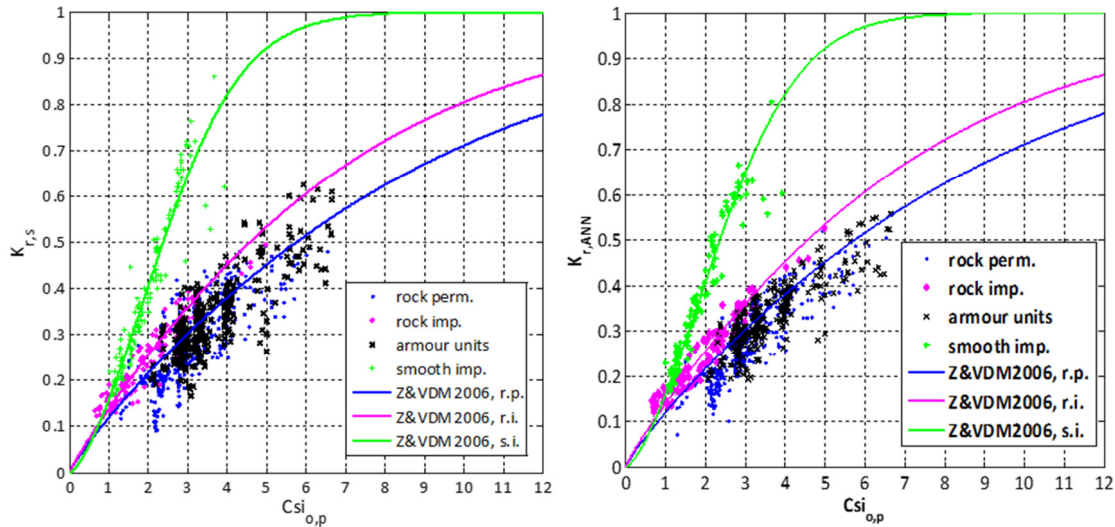 1
0.9
0.8
0.7
0.6
0.5
0.4
0.3
0.2
0.1
0
K r,s
0 1 2 3 4 5 6 7 8 9 10 11 12
Csi o,p
rock perm.
rock imp.
armour units
smooth imp.
Z&VDM2006, r.p.
Z&VDM2006, r.i.
Z&VDM2006, s.i.
1
0.9
0.8
0.7
0.6
0.5
0.4
0.3
0.2
0.1
0
K r,ANN
0 1 2 3 4 5 6 7 8 9 10 11 12
Csi o,p
rock perm.
rock imp.
armour units
smooth imp.
Z&VDM2006, r.p.
Z&VDM2006, r.i.
Z&VDM2006, s.i.